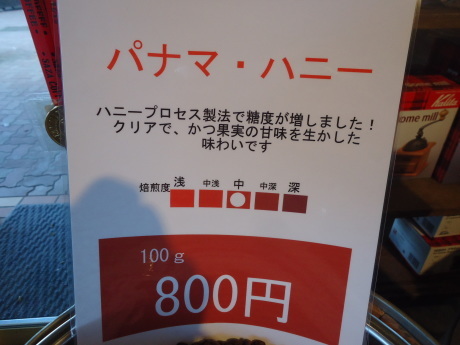 パナマ・ハニー
ハニープロセス製法で糖度が増しました!
クリアで、かつ果実の甘味を生かした
味わいです
焙煎度 浅 中浅 中 中深 深
100g
800円
ome mill